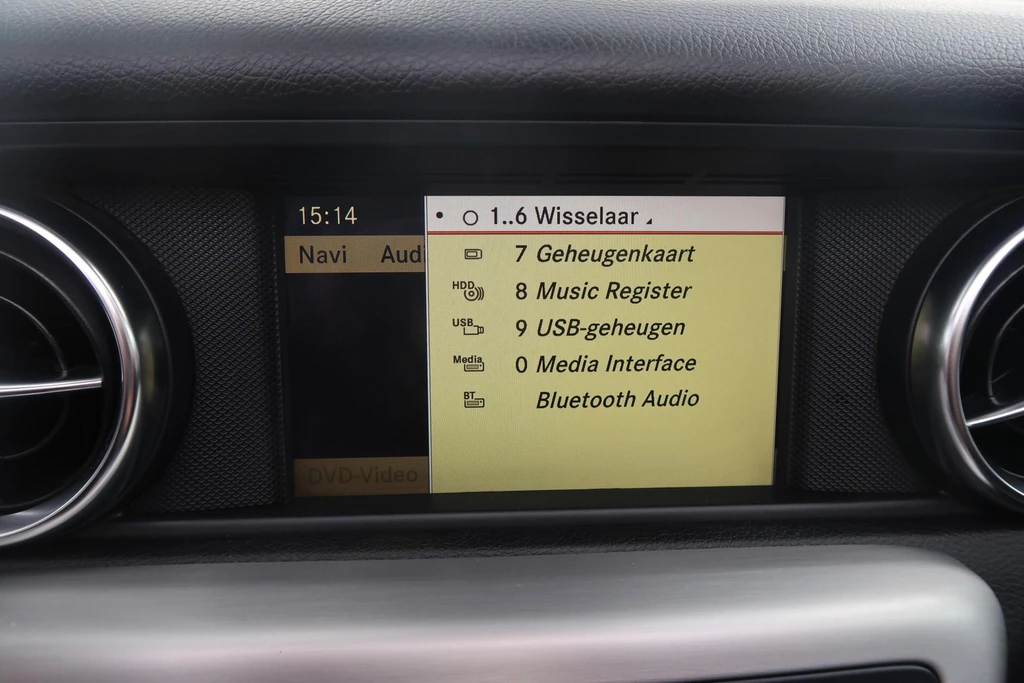 15:14
Navi Audi
DVD-Video
1..6 Wisselaar
7 Geheugenkaart
HDD 8 Music Register
USB 9 USB-geheugen
Media 0 Media Interface
BT Bluetooth Audio